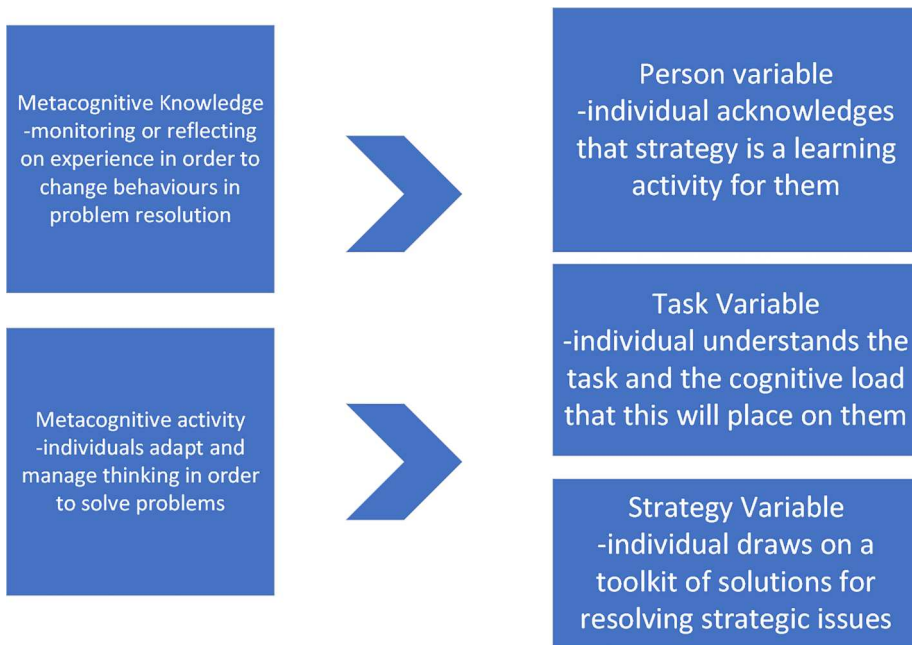 Metacognitive Knowledge
-monitoring or reflecting
on experience in order to
change behaviours in
problem resolution
Metacognitive activity
-individuals adapt and
manage thinking in order
to solve problems
Person variable
-individual acknowledges
that strategy is a learning
activity for them
Task Variable
-individual understands the
task and the cognitive load
that this will place on them
Strategy Variable
-individual draws on a
toolkit of solutions for
resolving strategic issues